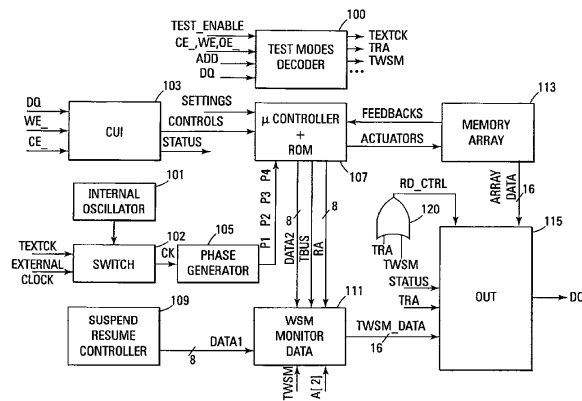 TEST_ENABLE
CE_,WE,OE_
ADD
DQ
TEST MODES
DECODER
100
TEXTCK
TRA
TWSM
...
103
DQ
WE_
CE_
CUI
SETTINGS
CONTROLS
STATUS
μ CONTROLLER
+
ROM
107
FEEDBACKS
ACTUATORS
113
MEMORY
ARRAY
ARRAY
DATA
16
INTERNAL
OSCILLATOR
101
TEXTCK
EXTERNAL
CLOCK
SWITCH
102
CK
105
PHASE
GENERATOR
P1 P2 P3 P4
8
DATA2
TBUS
RA
8
RD_CTRL
120
TRA
TWSM
115
STATUS
TRA
OUT
DQ
109
SUSPEND
RESUME
CONTROLLER
DATA1
8
111
WSM
MONITOR
DATA
TWSM_DATA
16
TWSM
A[2]